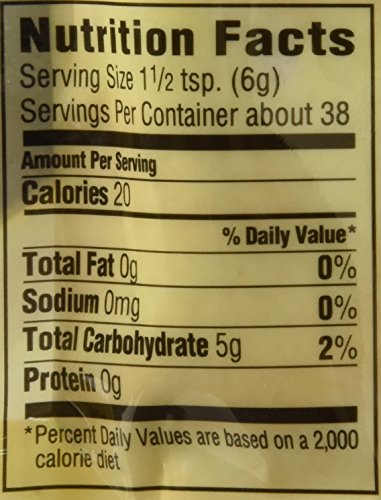 Nutrition Facts
Serving Size 1 1/2 tsp. (6g)
Servings Per Container about 38
Amount Per Serving
Calories 20
% Daily Value*
Total Fat 0g 0%
Sodium 0mg 0%
Total Carbohydrate 5g 2%
Protein 0g
*Percent Daily Values are based on a 2,000
calorie diet